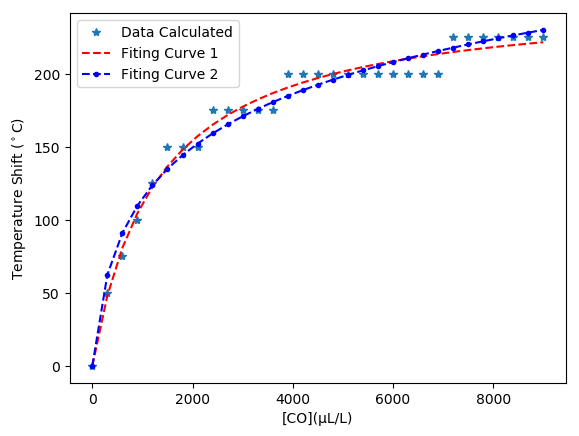 Data Calculated
Fiting Curve 1
Fiting Curve 2
Temperature Shift (°C)
200
150
100
50
0
0 2000 4000 6000 8000
[CO](μL/L)